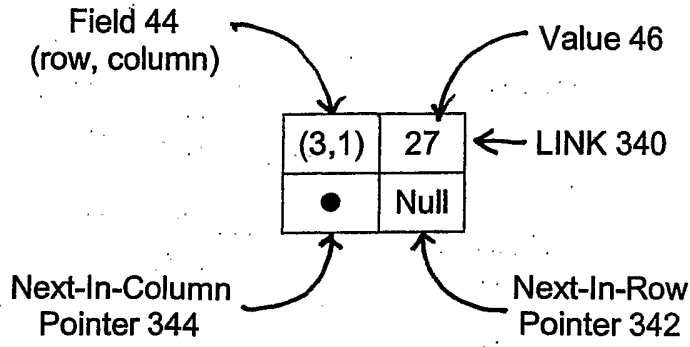 Field 44
(row, column)
Value 46
(3,1) 27
LINK 340
Null
Next-In-Column
Pointer 344
Next-In-Row
Pointer 342